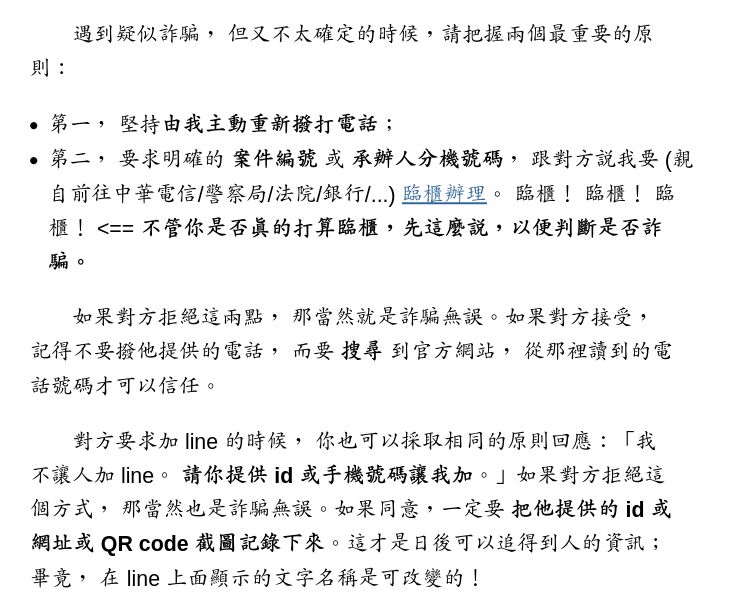 遇到疑似詐騙, 但又不太確定的時候,請把握兩個最重要的原
則:
• 第一, 堅持由我主動重新撥打電話;
• 第二, 要求明確的 案件編號 或 承辦人分機號碼, 跟對方説我要 (親
自前往中華電信/警察局/法院/銀行/...) 臨櫃辦理。 臨櫃! 臨櫃! 臨
櫃! <== 不管你是否真的打算臨櫃,先這麼説,以便判斷是否詐
騙。
如果對方拒絕這兩點, 那當然就是詐騙無誤。如果對方接受,
記得不要撥他提供的電話, 而要 搜尋 到官方網站, 從那裡讀到的電
話號碼才可以信任。
對方要求加 line 的時候, 你也可以採取相同的原則回應:「我
不讓人加 line。 請你提供 id 或手機號碼讓我加。」如果對方拒絕這
個方式, 那當然也是詐騙無誤。如果同意,一定要 把他提供的 id 或
網址或 QR code 截圖記錄下來。這才是日後可以追得到人的資訊;
畢竟, 在 line 上面顯示的文字名稱是可改變的!